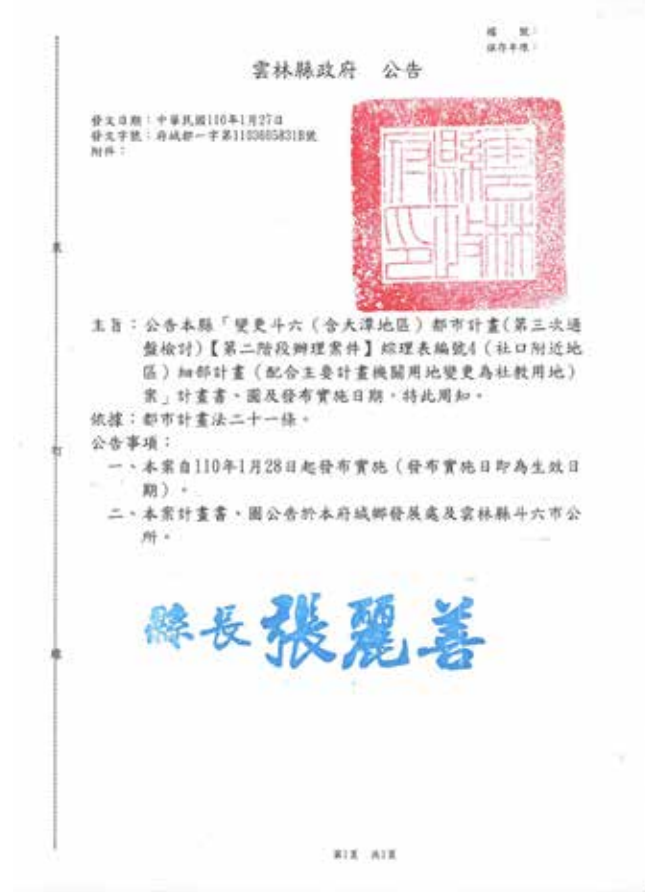 檔　號：
保存年限：
雲林縣政府　公告
發文日期：中華民國110年1月27日
發文字號：府城都一字第1103605831B號
附件：
雲林縣政府印
主旨：公告本縣「變更斗六（含大潭地區）都市計畫(第三次通
盤檢討)【第二階段辦理案件】綜理表編號4（社口附近地
區）細部計畫（配合主要計畫機關用地變更為社教用地）
案」計畫書、圖及發布實施日期，特此周知。
依據：都市計畫法二十一條。
公告事項：
一、本案自110年1月28日起發布實施（發布實施日即為生效日
期）。
二、本案計畫書、圖公告於本府城鄉發展處及雲林縣斗六市公
所。
縣長 張麗善
裝
訂
線
第1頁　共1頁